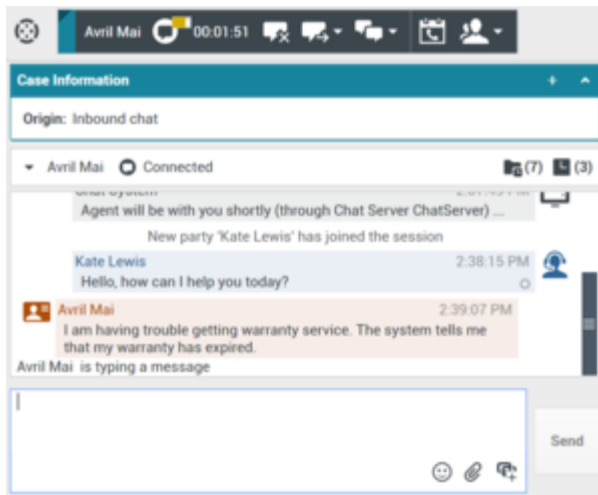 Avril Mai 00:01:51
Case Information
Origin: Inbound chat
Avril Mai Connected (7) (3)
Chat System
Agent will be with you shortly (through Chat Server ChatServer) ....
New party 'Kate Lewis' has joined the session
Kate Lewis 2:38:15 PM
Hello, how can I help you today?
Avril Mai 2:39:07 PM
I am having trouble getting warranty service. The system tells me
that my warranty has expired.
Avril Mai is typing a message
Send